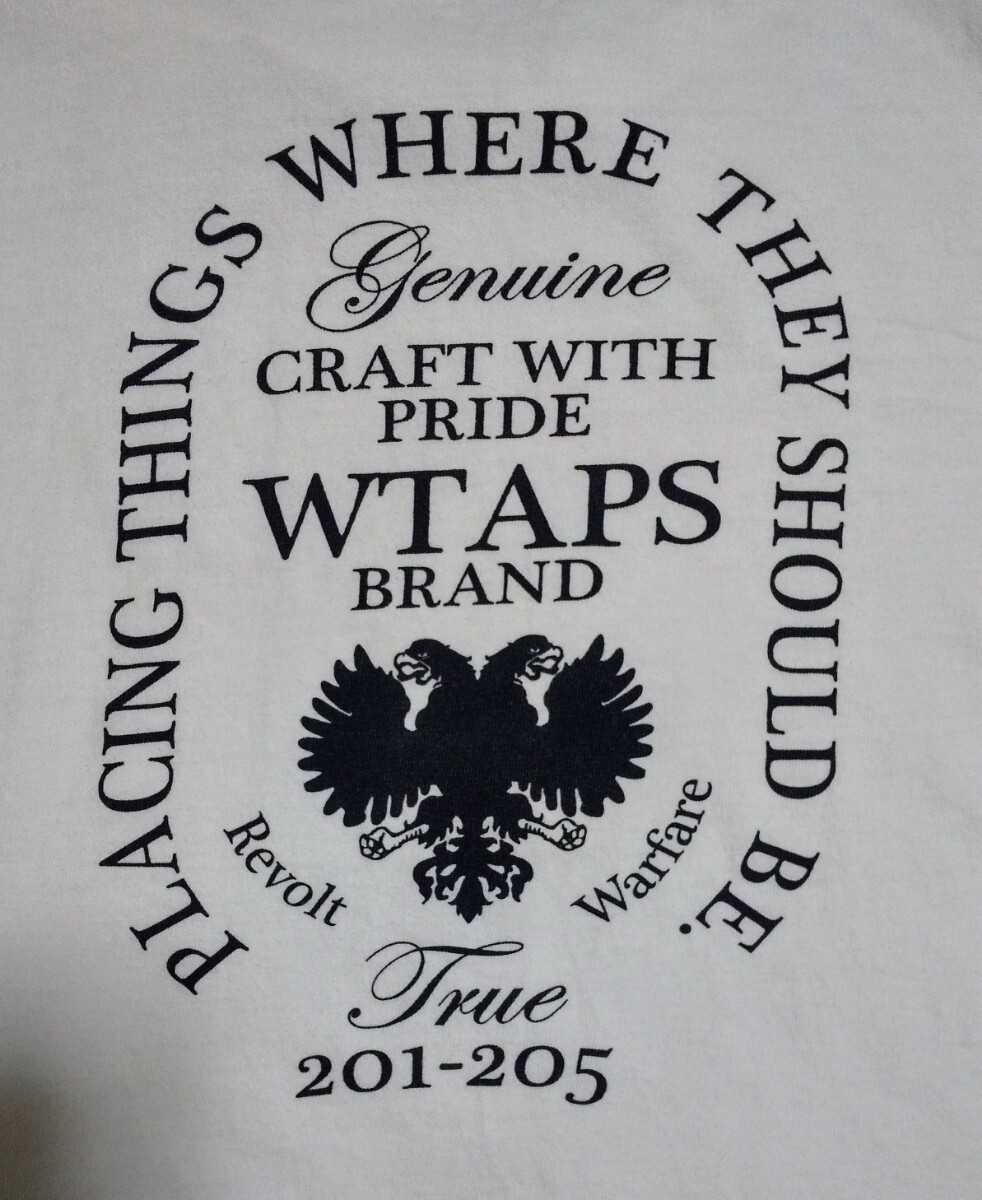 PLACING THINGS WHERE THEY SHOULD BE.
Genuine
CRAFT WITH
PRIDE
WTAPS
BRAND
Revolt
Warfare
True
201-205